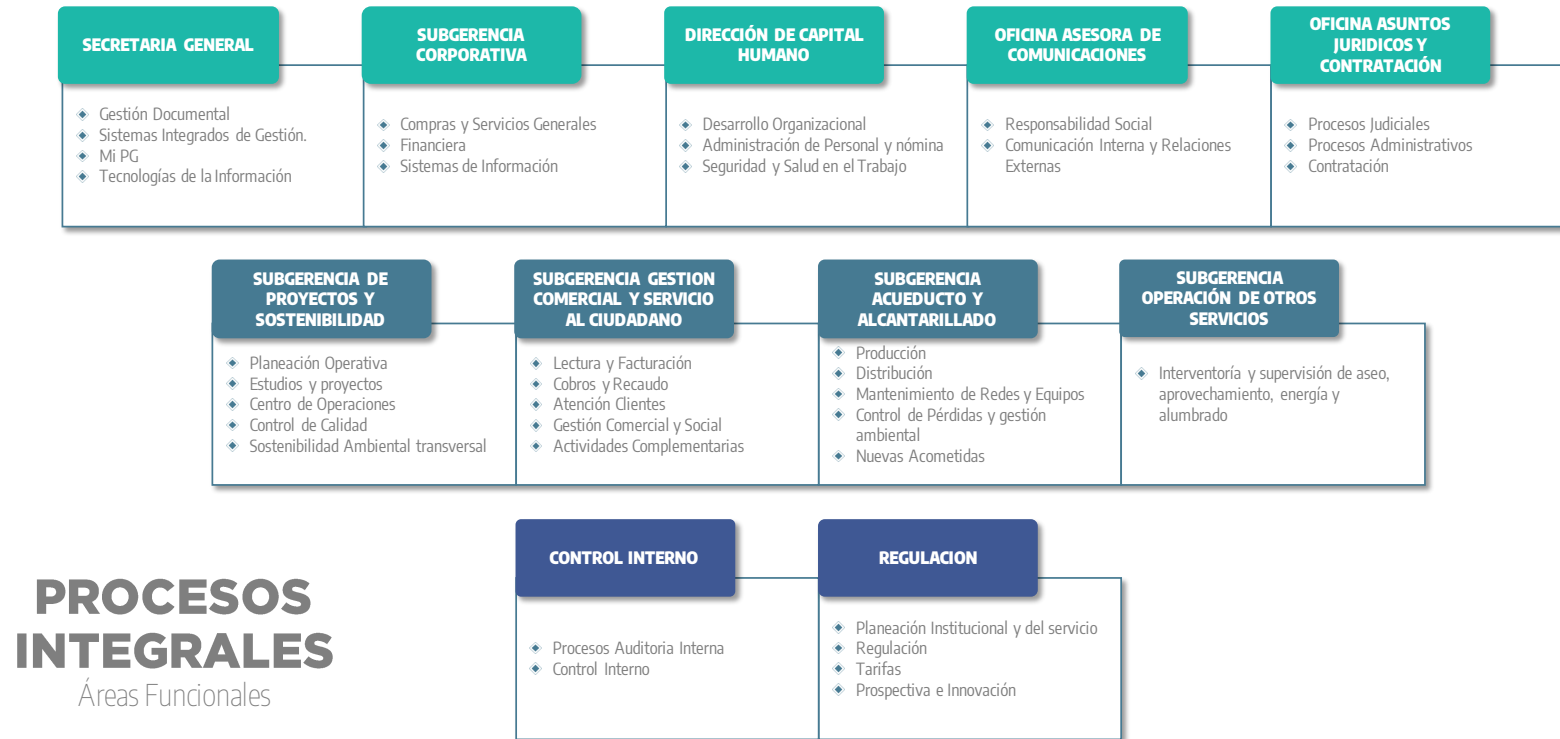 SECRETARIA GENERAL
Gestión Documental
Sistemas Integrados de Gestión.
Mi PG
Tecnologías de la Información
SUBGERENCIA
CORPORATIVA
Compras y Servicios Generales
Financiera
Sistemas de Información
DIRECCIÓN DE CAPITAL
HUMANO
Desarrollo Organizacional
Administración de Personal y nómina
Seguridad y Salud en el Trabajo
OFICINA ASESORA DE
COMUNICACIONES
Responsabilidad Social
Comunicación Interna y Relaciones
Externas
OFICINA ASUNTOS
JURIDICOS Y
CONTRATACIÓN
Procesos Judiciales
Procesos Administrativos
Contratación
SUBGERENCIA DE
PROYECTOS Y
SOSTENIBILIDAD
Planeación Operativa
Estudios y proyectos
Centro de Operaciones
Control de Calidad
Sostenibilidad Ambiental transversal
SUBGERENCIA GESTION
COMERCIAL Y SERVICIO
AL CIUDADANO
Lectura y Facturación
Cobros y Recaudo
Atención Clientes
Gestión Comercial y Social
Actividades Complementarias
SUBGERENCIA
ACUEDUCTO Y
ALCANTARILLADO
Producción
Distribución
Mantenimiento de Redes y Equipos
Control de Pérdidas y gestión
ambiental
Nuevas Acometidas
SUBGERENCIA
OPERACIÓN DE OTROS
SERVICIOS
Interventoría y supervisión de aseo,
aprovechamiento, energía y
alumbrado
CONTROL INTERNO
Procesos Auditoria Interna
Control Interno
REGULACION
Planeación Institucional y del servicio
Regulación
Tarifas
Prospectiva e Innovación
PROCESOS
INTEGRALES
Áreas Funcionales